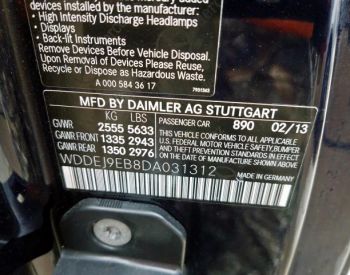 devices installed by the manufacturer:
• High Intensity Discharge Headlamps
• Displays
• Back-lit Instruments
Remove Devices Before Vehicle Disposal.
Upon Removal of Devices Please Reuse,
Recycle or Dispose as Hazardous Waste.
A 000 584 36 17
MFD BY DAIMLER AG STUTTGART
KG LBS PASSENGER CAR 890 02/13
GVWR 2555 5633
GAWR FRONT 1335 2943
GAWR REAR 1350 2976
THIS VEHICLE CONFORMS TO ALL APPLICABLE
U.S. FEDERAL MOTOR VEHICLE SAFETY, BUMPER
AND THEFT PREVENTION STANDARDS IN EFFECT
ON THE DATE OF MANUFACTURE SHOWN ABOVE.
WDDEJ9EB8DA031312
MADE IN GERMANY